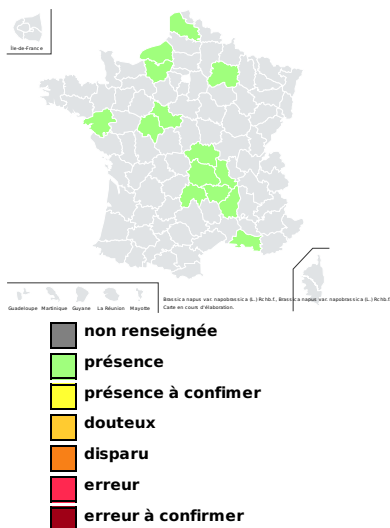 Île-de-France
Guadeloupe Martinique Guyane La Réunion Mayotte
Brassica napus var. napobrassica (L.) Rchb.f., Brassica napus var. napobrassica (L.) Rchb.f.
Carte en cours d'élaboration.
non renseignée
présence
présence à confimer
douteux
disparu
erreur
erreur à confirmer